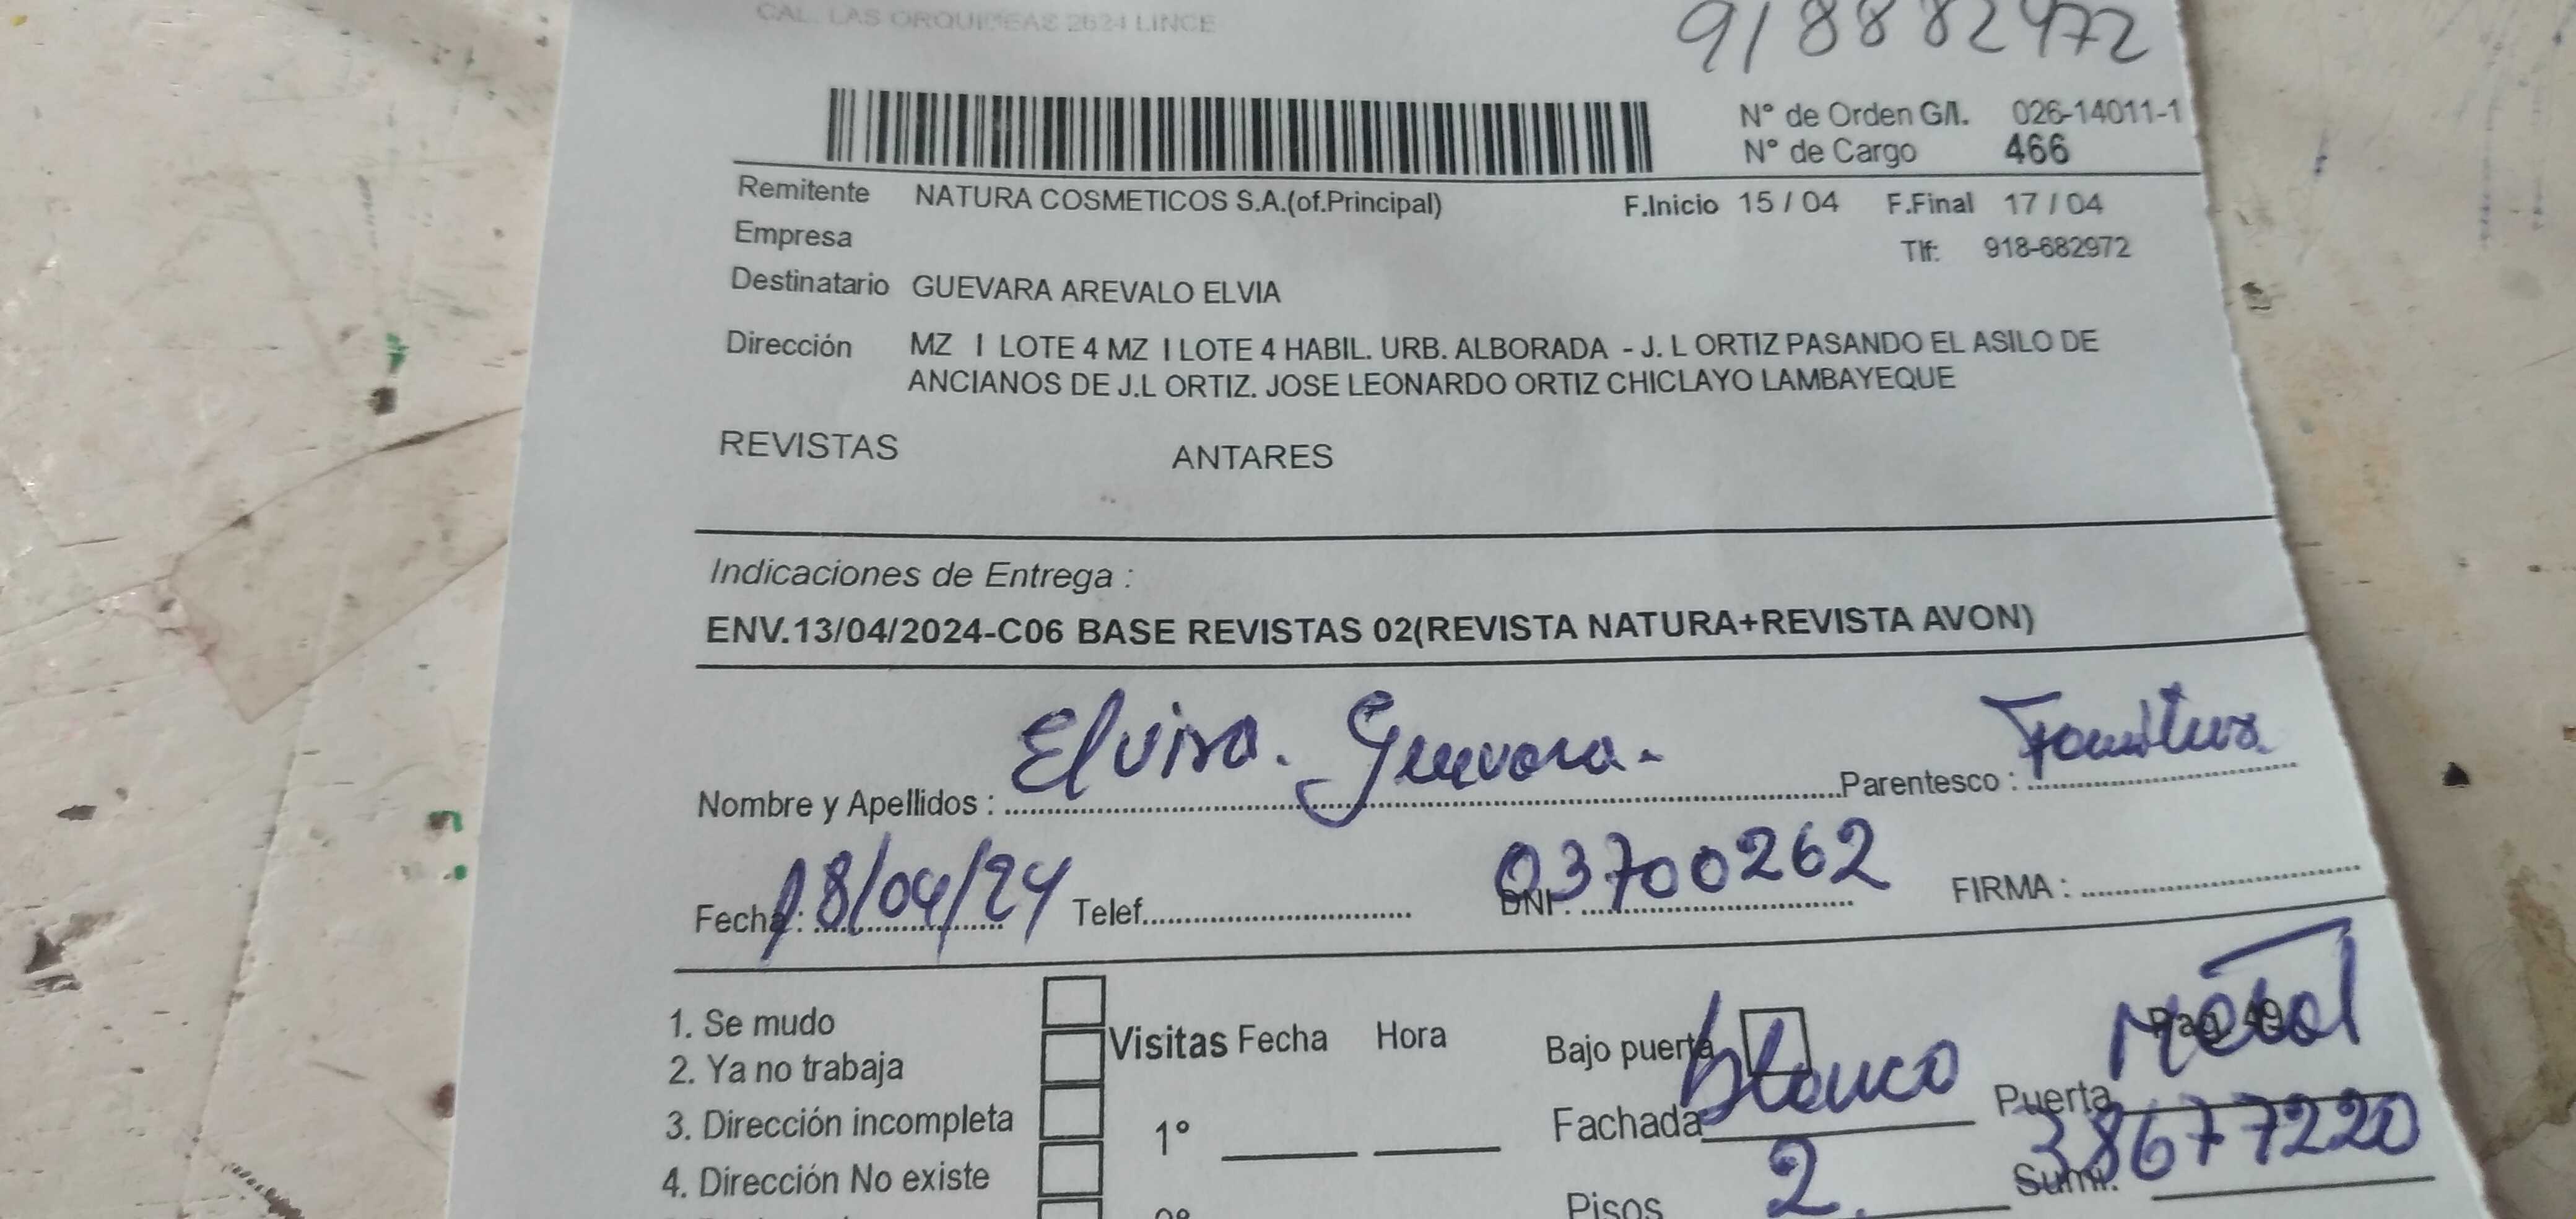 CAL. LAS ORQUIDEAS 2624 LINCE
918882972
N° de Orden G/I. 026-14011-1
N° de Cargo 466
Remitente NATURA COSMETICOS S.A.(of.Principal) F.Inicio 15 / 04 F.Final 17 / 04
Empresa Tlf: 918-682972
Destinatario GUEVARA AREVALO ELVIA
Dirección MZ I LOTE 4 MZ I LOTE 4 HABIL. URB. ALBORADA - J. L ORTIZ PASANDO EL ASILO DE
ANCIANOS DE J.L ORTIZ. JOSE LEONARDO ORTIZ CHICLAYO LAMBAYEQUE
REVISTAS ANTARES
Indicaciones de Entrega :
ENV.13/04/2024-C06 BASE REVISTAS 02(REVISTA NATURA+REVISTA AVON)
Nombre y Apellidos : Elvira. Guevara. Parentesco :
Fecha : 18/04/24 Telef. DNI: 03700262 FIRMA :
1. Se mudo
2. Ya no trabaja
3. Dirección incompleta
4. Dirección No existe
Visitas Fecha Hora
1°
2°
Bajo puerta
Fachada blanco Puerta Metal
Pisos 2. Sumi. 38677220